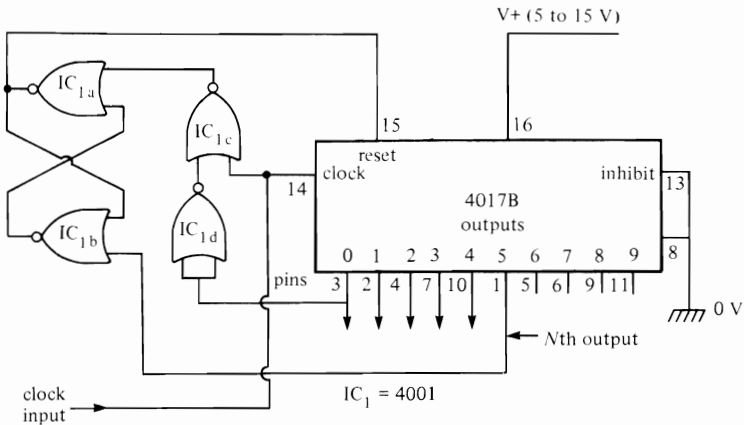 V+ (5 to 15 V)
IC1a
IC1c
15
16
reset
clock
inhibit
14
13
4017B
outputs
IC1b
IC1d
0 1 2 3 4 5 6 7 8 9
8
pins
3 2 4 7 10 1 5 6 9 11
0 V
Nth output
IC1 = 4001
clock
input